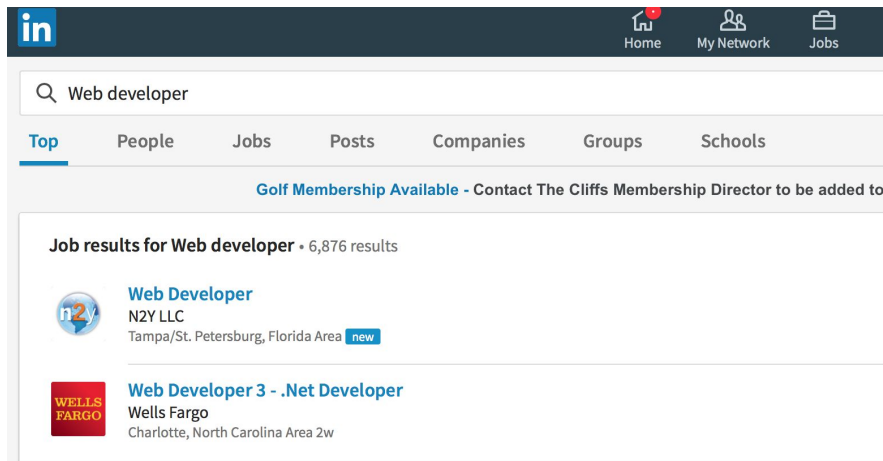 in
Home My Network Jobs
Web developer
Top People Jobs Posts Companies Groups Schools
Golf Membership Available - Contact The Cliffs Membership Director to be added to
Job results for Web developer • 6,876 results
n2y
Web Developer
N2Y LLC
Tampa/St. Petersburg, Florida Area new
WELLS
FARGO
Web Developer 3 - .Net Developer
Wells Fargo
Charlotte, North Carolina Area 2w